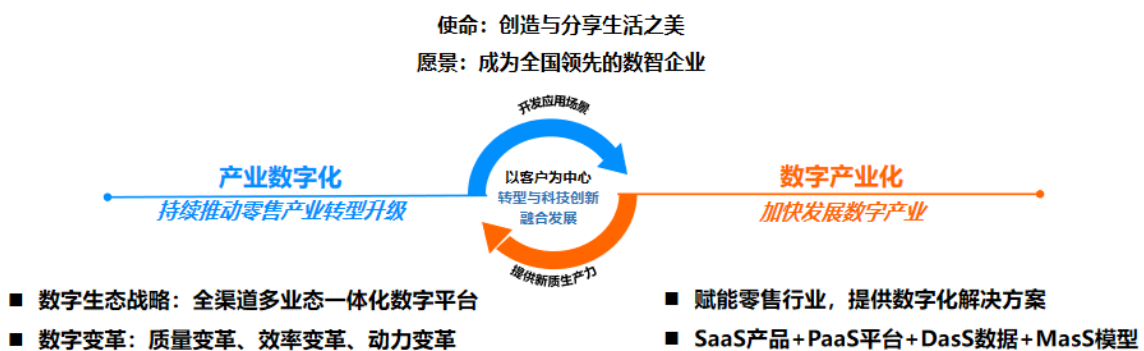 使命：创造与分享生活之美
愿景：成为全国领先的数智企业
开发应用场景
产业数字化
持续推动零售产业转型升级
以客户为中心
转型与科技创新
融合发展
数字产业化
加快发展数字产业
提供新质生产力
■ 数字生态战略：全渠道多业态一体化数字平台
■ 数字变革：质量变革、效率变革、动力变革
■ 赋能零售行业，提供数字化解决方案
■ SaaS产品+PaaS平台+DasS数据+MasS模型